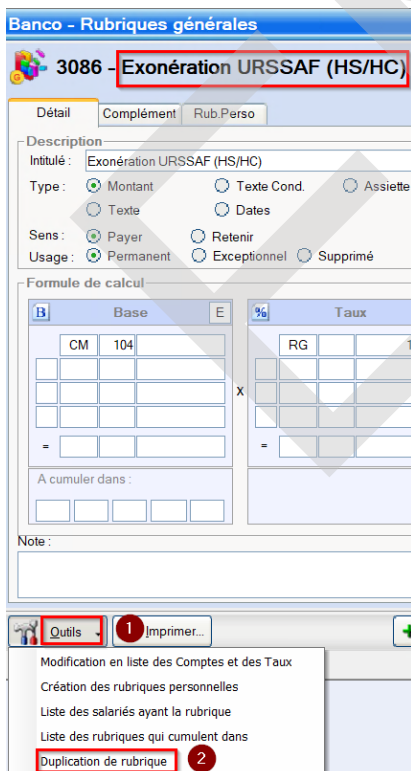 Banco - Rubriques générales
3086 - Exonération URSSAF (HS/HC)
Détail Complément Rub.Perso
Description
Intitulé : Exonération URSSAF (HS/HC)
Type : Montant Texte Cond. Assiette
Texte Dates
Sens : Payer Retenir
Usage : Permanent Exceptionnel Supprimé
Formule de calcul
B Base E % Taux
CM 104 RG 1
x
= =
A cumuler dans :
Note :
Outils 1 Imprimer...
Modification en liste des Comptes et des Taux
Création des rubriques personnelles
Liste des salariés ayant la rubrique
Liste des rubriques qui cumulent dans
Duplication de rubrique 2